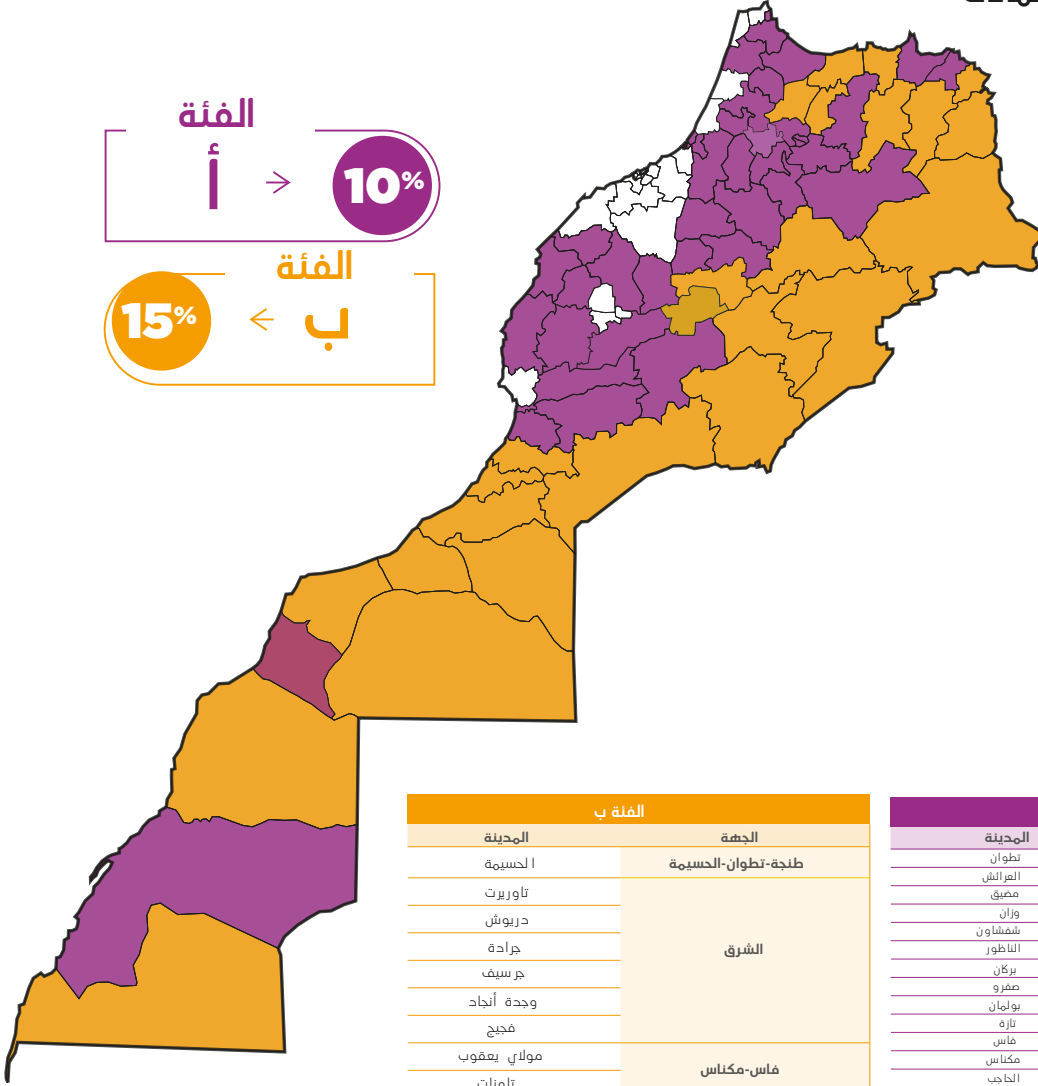 الفئة
أ
10%
الفئة
ب
15%
الفئة ب
الجهة
المدينة
طنجة-تطوان-الحسيمة
الحسيمة
الشرق
تاوريرت
دريوش
جرادة
جرسيف
وجدة أنجاد
فجيج
فاس-مكناس
مولاي يعقوب
المدينة
تطوان
العرائش
مضيق
وزان
شفشاون
الناظور
بركان
صفرو
بولمان
تازة
فاس
مكناس
الحاجب